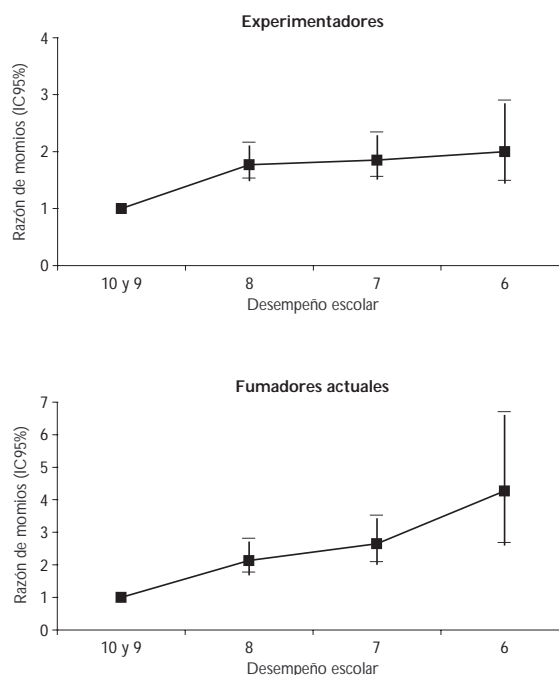 Experimentadores
Razón de momios (IC95%)
4
3
2
1
0
10 y 9 8 7 6
Desempeño escolar
Fumadores actuales
Razón de momios (IC95%)
7
6
5
4
3
2
1
0
10 y 9 8 7 6
Desempeño escolar